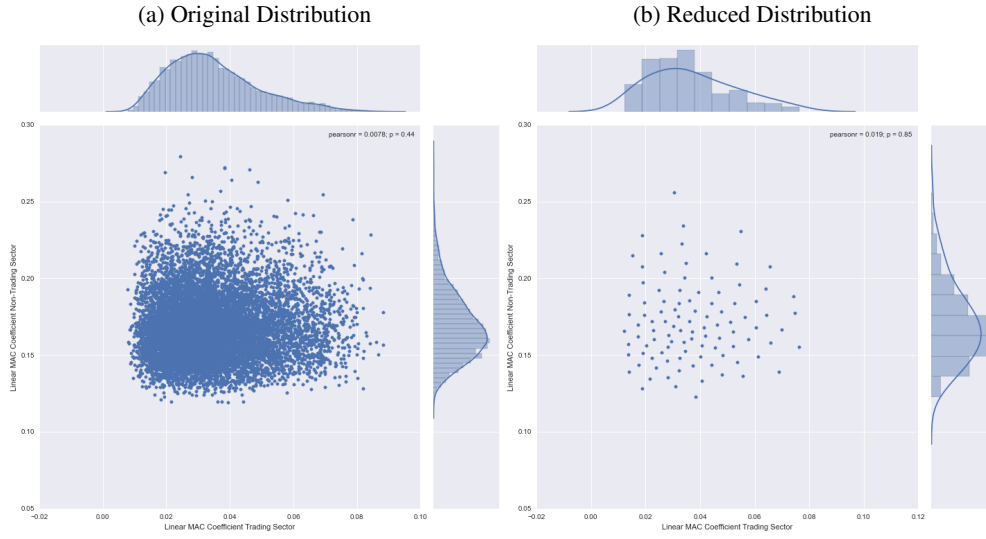 (a) Original Distribution
pearsonr = 0.0078; p = 0.44
Linear MAC Coefficient Non-Trading Sector
0.30
0.25
0.20
0.15
0.10
0.05
−0.02 0.00 0.02 0.04 0.06 0.08 0.10
Linear MAC Coefficient Trading Sector
(b) Reduced Distribution
pearsonr = 0.019; p = 0.85
Linear MAC Coefficient Non-Trading Sector
0.30
0.25
0.20
0.15
0.10
0.05
−0.02 0.00 0.02 0.04 0.06 0.08 0.10 0.12
Linear MAC Coefficient Trading Sector